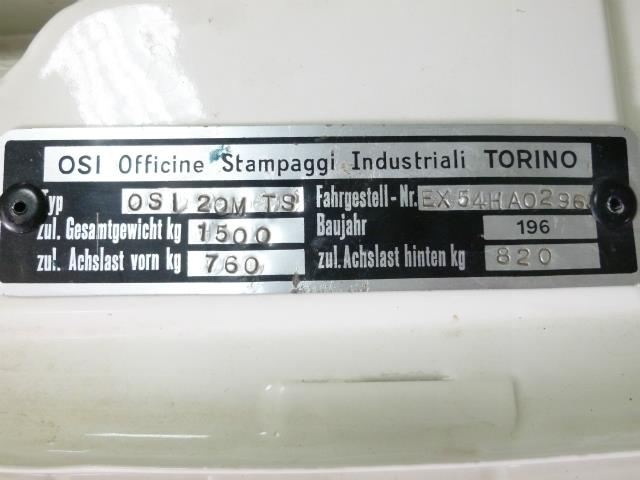 OSI Officine Stampaggi Industriali TORINO
Typ OSI 20M TS Fahrgestell-Nr. EX54HA0296
zul. Gesamtgewicht kg 1500 Baujahr 196
zul. Achslast vorn kg 760 zul. Achslast hinten kg 820